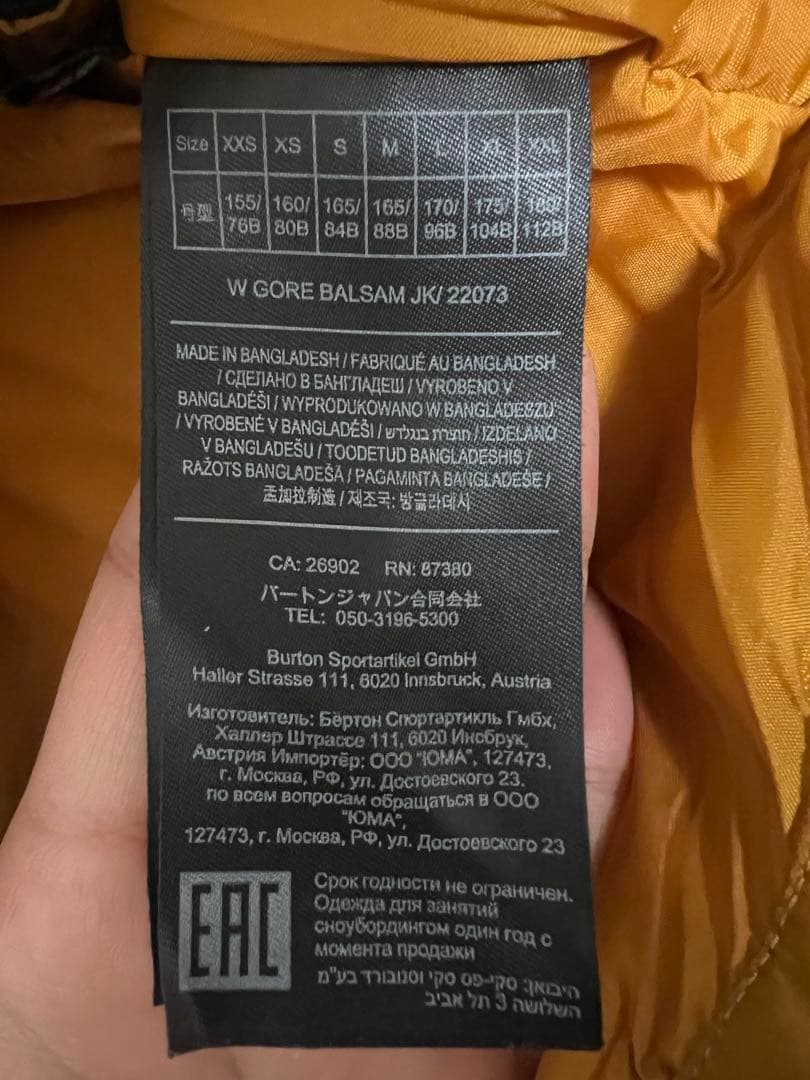 Size XXS XS S M L XL XXL
号型 155/76B 160/80B 165/84B 165/88B 170/96B 175/104B 180/112B
W GORE BALSAM JK/ 22073
MADE IN BANGLADESH / FABRIQUÉ AU BANGLADESH
/ СДЕЛАНО В БАНГЛАДЕШ / VYROBENO V
BANGLADÉŠI / WYPRODUKOWANO W BANGLADESZU
/ VYROBENÉ V BANGLADÉŠI / תוצרת בנגלדש / IZDELANO
V BANGLADEŠU / TOODETUD BANGLADESHIS /
RAŽOTS BANGLADEŠĀ / PAGAMINTA BANGLADEŠE /
孟加拉制造 / 제조국: 방글라데시
CA: 26902 RN: 87380
バートンジャパン合同会社
TEL: 050-3196-5300
Burton Sportartikel GmbH
Haller Strasse 111, 6020 Innsbruck, Austria
Изготовитель: Бёртон Спортартикль Гмбх,
Халлер Штрассе 111, 6020 Инсбрук,
Австрия Импортёр: ООО "ЮМА", 127473,
г. Москва, РФ, ул. Достоевского 23.
по всем вопросам обращаться в ООО
"ЮМА",
127473, г. Москва, РФ, ул. Достоевского 23
EAC
Срок годности не ограничен.
Одежда для занятий
сноубордингом один год с
момента продажи
היבואן: סקי-פס סקי וסנובורד בע"מ
השלושה 3 תל אביב